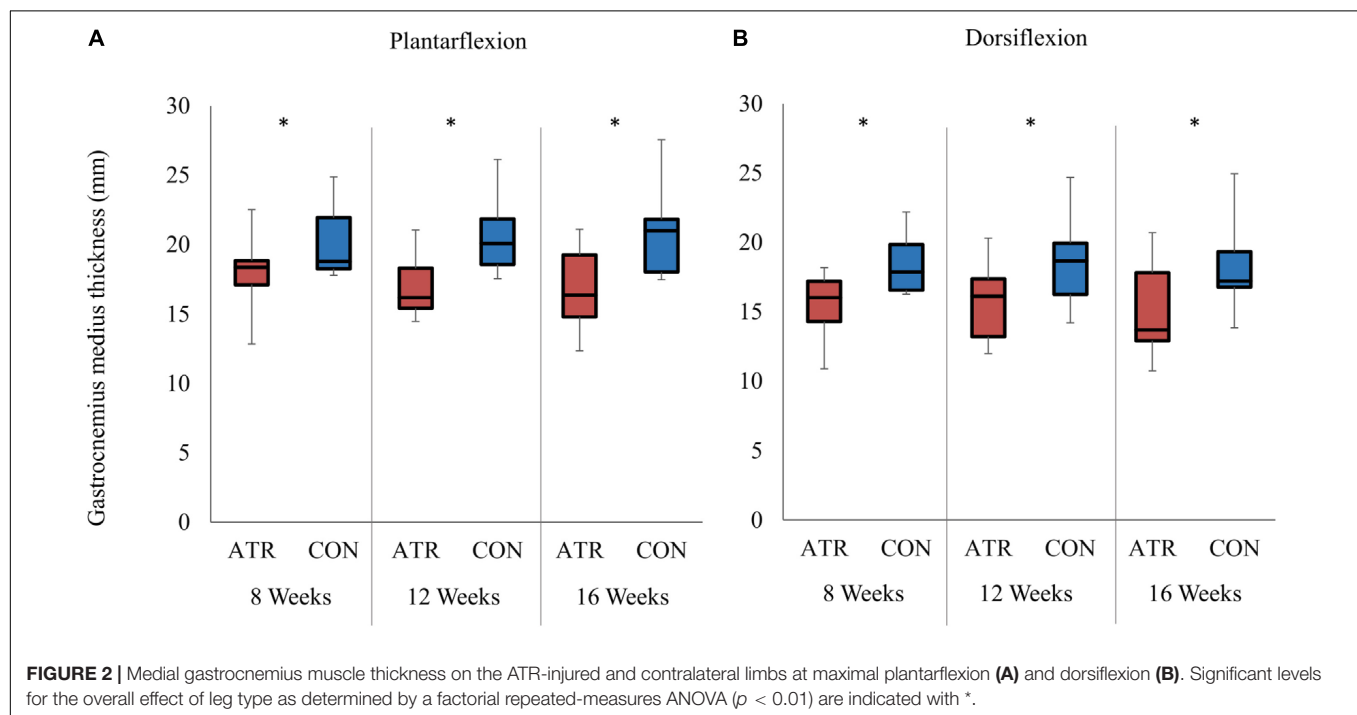 A
Plantarflexion
Gastrocnemius medius thickness (mm)
30
25
20
15
10
5
0
* * *
ATR CON ATR CON ATR CON
8 Weeks 12 Weeks 16 Weeks
B
Dorsiflexion
30
25
20
15
10
5
0
* * *
ATR CON ATR CON ATR CON
8 Weeks 12 Weeks 16 Weeks
FIGURE 2 | Medial gastrocnemius muscle thickness on the ATR-injured and contralateral limbs at maximal plantarflexion (A) and dorsiflexion (B). Significant levels
for the overall effect of leg type as determined by a factorial repeated-measures ANOVA (p < 0.01) are indicated with *.